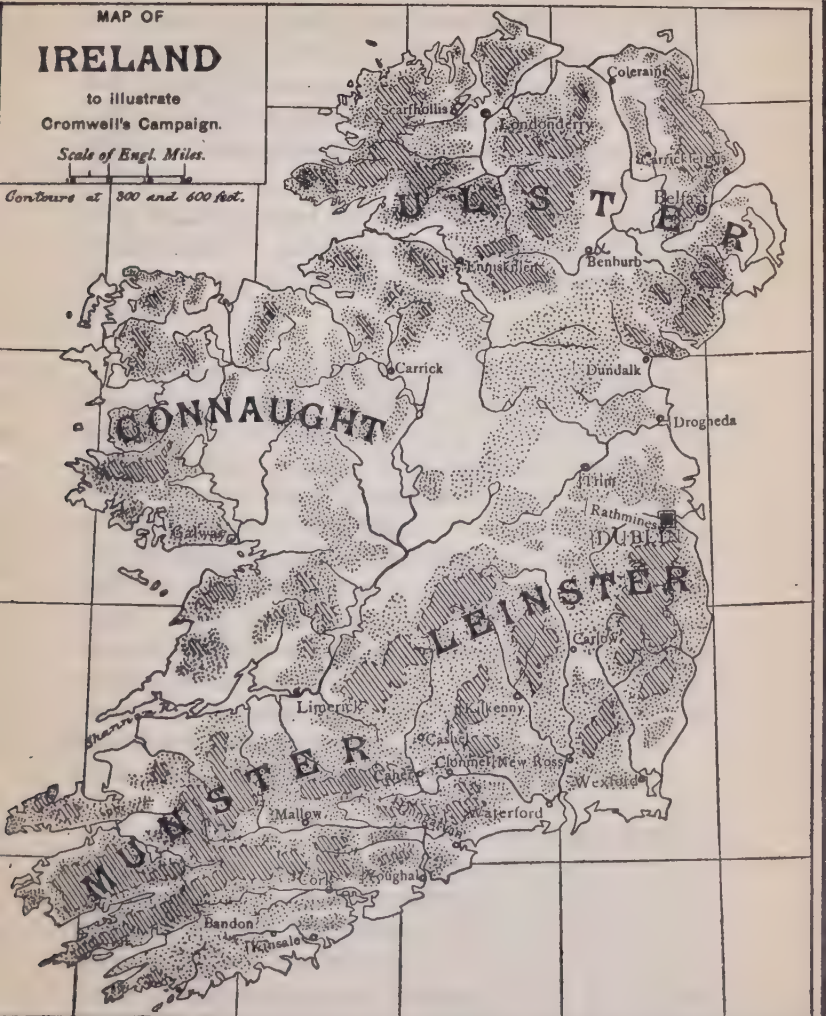 MAP OF
IRELAND
to illustrate
Cromwell's Campaign.
Scale of Engl. Miles.
Contours at 300 and 600 feet.
Coleraine
Scarffhollis
Londonderry
Carrickfergus
ULSTER
Belfast
Enniskillen
Benburb
Carrick
Dundalk
CONNAUGHT
Drogheda
Trim
Rathmines
DUBLIN
Galway
LEINSTER
Carlow
Shannon R.
Limerick
Kilkenny
MUNSTER
Cashel
Clonmel
New Ross
Caher
Wexford
Mallow
Waterford
Cork
Youghal
Bandon
Kinsale